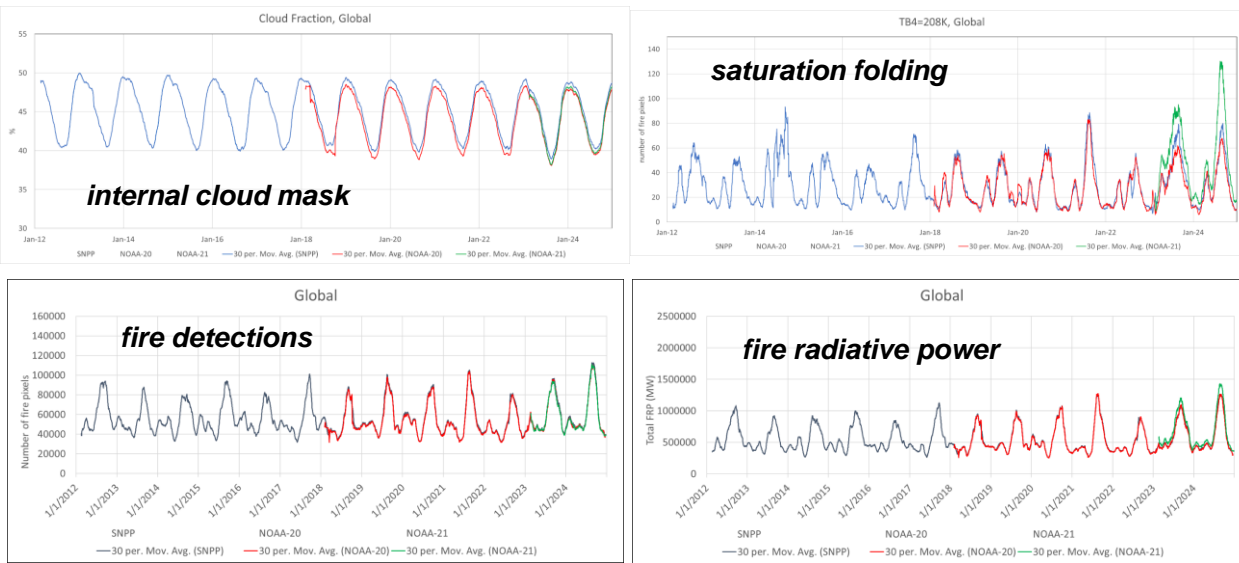 Cloud Fraction, Global
55
50
45
40
35
30
%
internal cloud mask
Jan-12 Jan-14 Jan-16 Jan-18 Jan-20 Jan-22 Jan-24
SNPP NOAA-20 NOAA-21 30 per. Mov. Avg. (SNPP) 30 per. Mov. Avg. (NOAA-20) 30 per. Mov. Avg. (NOAA-21)
TB4=208K, Global
140
120
100
80
60
40
20
0
number of fire pixels
saturation folding
Jan-12 Jan-14 Jan-16 Jan-18 Jan-20 Jan-22 Jan-24
SNPP NOAA-20 NOAA-21 30 per. Mov. Avg. (SNPP) 30 per. Mov. Avg. (NOAA-20) 30 per. Mov. Avg. (NOAA-21)
Global
160000
140000
120000
100000
80000
60000
40000
20000
0
Number of fire pixels
fire detections
1/1/2012 1/1/2013 1/1/2014 1/1/2015 1/1/2016 1/1/2017 1/1/2018 1/1/2019 1/1/2020 1/1/2021 1/1/2022 1/1/2023 1/1/2024
SNPP NOAA-20 NOAA-21
30 per. Mov. Avg. (SNPP) 30 per. Mov. Avg. (NOAA-20) 30 per. Mov. Avg. (NOAA-21)
Global
2500000
2000000
1500000
1000000
500000
0
Total FRP (MW)
fire radiative power
1/1/2012 1/1/2013 1/1/2014 1/1/2015 1/1/2016 1/1/2017 1/1/2018 1/1/2019 1/1/2020 1/1/2021 1/1/2022 1/1/2023 1/1/2024
SNPP NOAA-20 NOAA-21
30 per. Mov. Avg. (SNPP) 30 per. Mov. Avg. (NOAA-20) 30 per. Mov. Avg. (NOAA-21)